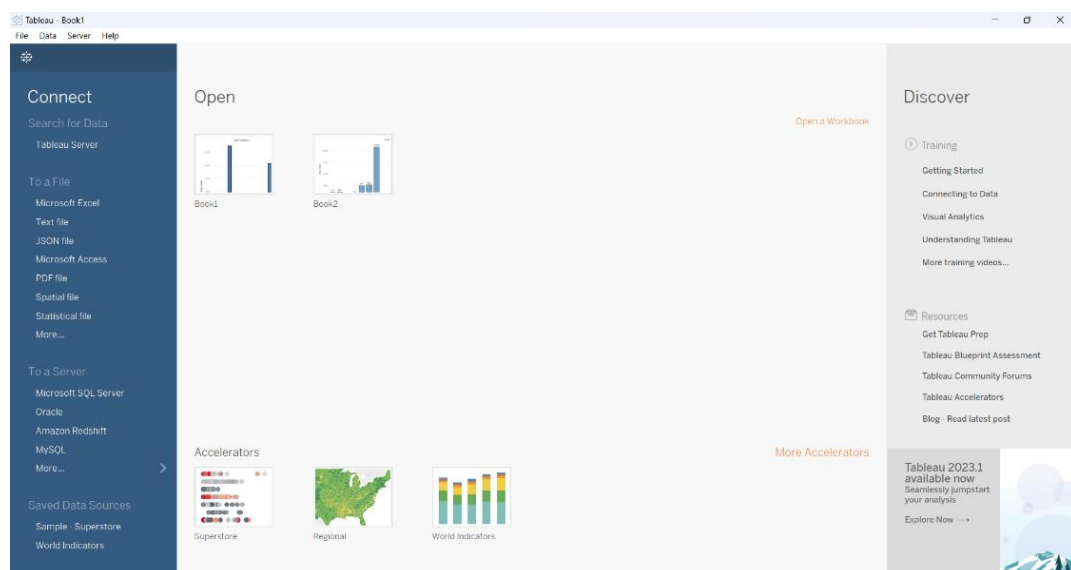 Tableau - Book1
File Data Server Help
Connect
Search for Data
Tableau Server
To a File
Microsoft Excel
Text file
JSON file
Microsoft Access
PDF file
Spatial file
Statistical file
More...
To a Server
Microsoft SQL Server
Oracle
Amazon Redshift
MySQL
More...
Saved Data Sources
Sample - Superstore
World Indicators
Open
Open a Workbook
Book1
Book2
Accelerators
More Accelerators
Superstore
Regional
World Indicators
Discover
Training
Getting Started
Connecting to Data
Visual Analytics
Understanding Tableau
More training videos...
Resources
Get Tableau Prep
Tableau Blueprint Assessment
Tableau Community Forums
Tableau Accelerators
Blog - Read latest post
Tableau 2023.1
available now
Seamlessly jumpstart
your analysis
Explore Now →